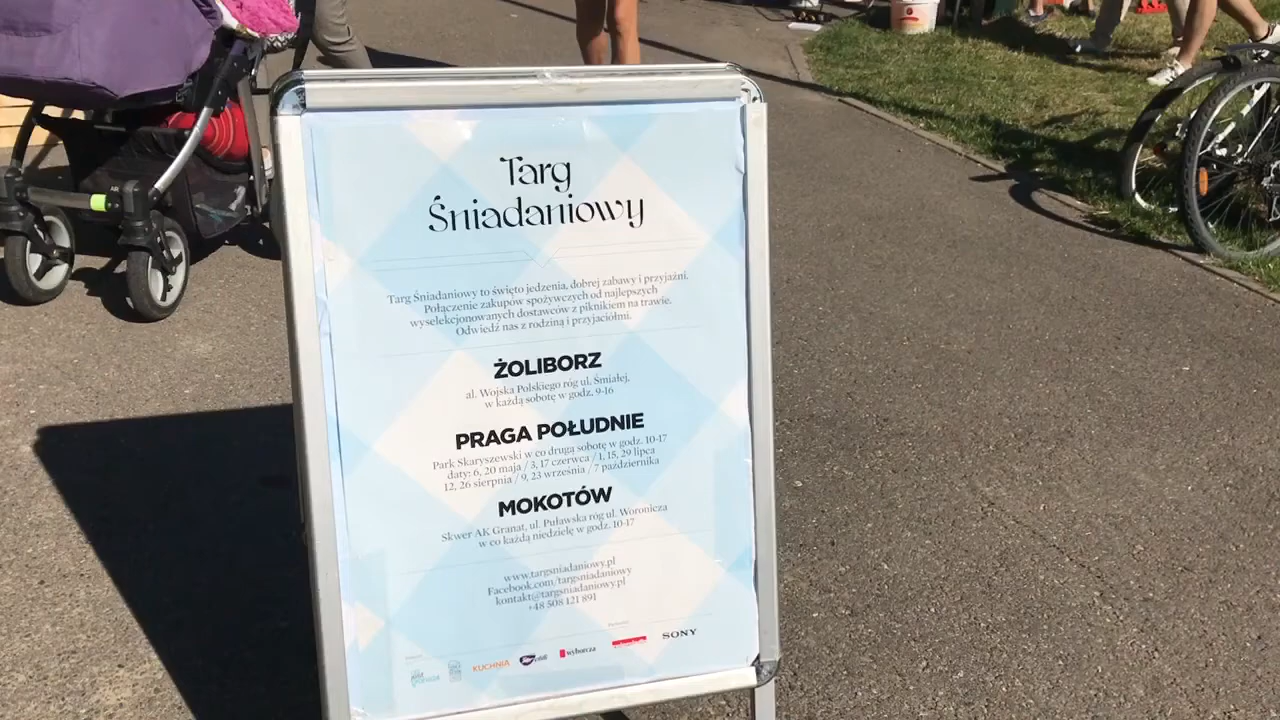 Targ
Śniadaniowy
Targ Śniadaniowy to święto jedzenia, dobrej zabawy i przyjaźni.
Połączenie zakupów spożywczych od najlepszych
wyselekcjonowanych dostawców z piknikiem na trawie.
Odwiedź nas z rodziną i przyjaciółmi.
ŻOLIBORZ
al. Wojska Polskiego róg ul. Śmiałej,
w każdą sobotę w godz. 9-16
PRAGA POŁUDNIE
Park Skaryszewski w co drugą sobotę w godz. 10-17
daty: 6, 20 maja / 3, 17 czerwca / 1, 15, 29 lipca
12, 26 sierpnia / 9, 23 września / 7 października
MOKOTÓW
Skwer AK Granat, ul. Puławska róg ul. Woronicza
w co każdą niedzielę w godz. 10-17
www.targsniadaniowy.pl
Facebook.com/targsniadaniowy
kontakt@targsniadaniowy.pl
+48 508 121 891
KUCHNIA
wyborcza
SONY